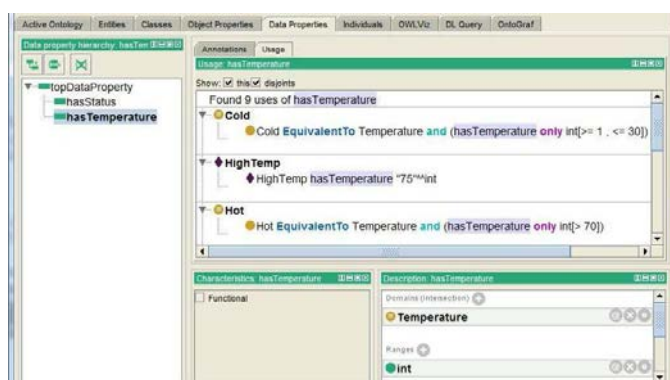 Active Ontology Entities Classes Object Properties Data Properties Individuals OWLViz DL Query OntoGraf
Data property hierarchy: hasTem
topDataProperty
hasStatus
hasTemperature
Annotations Usage
Usage: hasTemperature
Show: this disjoints
Found 9 uses of hasTemperature
Cold
Cold EquivalentTo Temperature and (hasTemperature only int[>= 1 , <= 30])
HighTemp
HighTemp hasTemperature "75"^^int
Hot
Hot EquivalentTo Temperature and (hasTemperature only int[> 70])
Characteristics: hasTemperature
Functional
Description: hasTemperature
Domains (intersection)
Temperature
Ranges
int